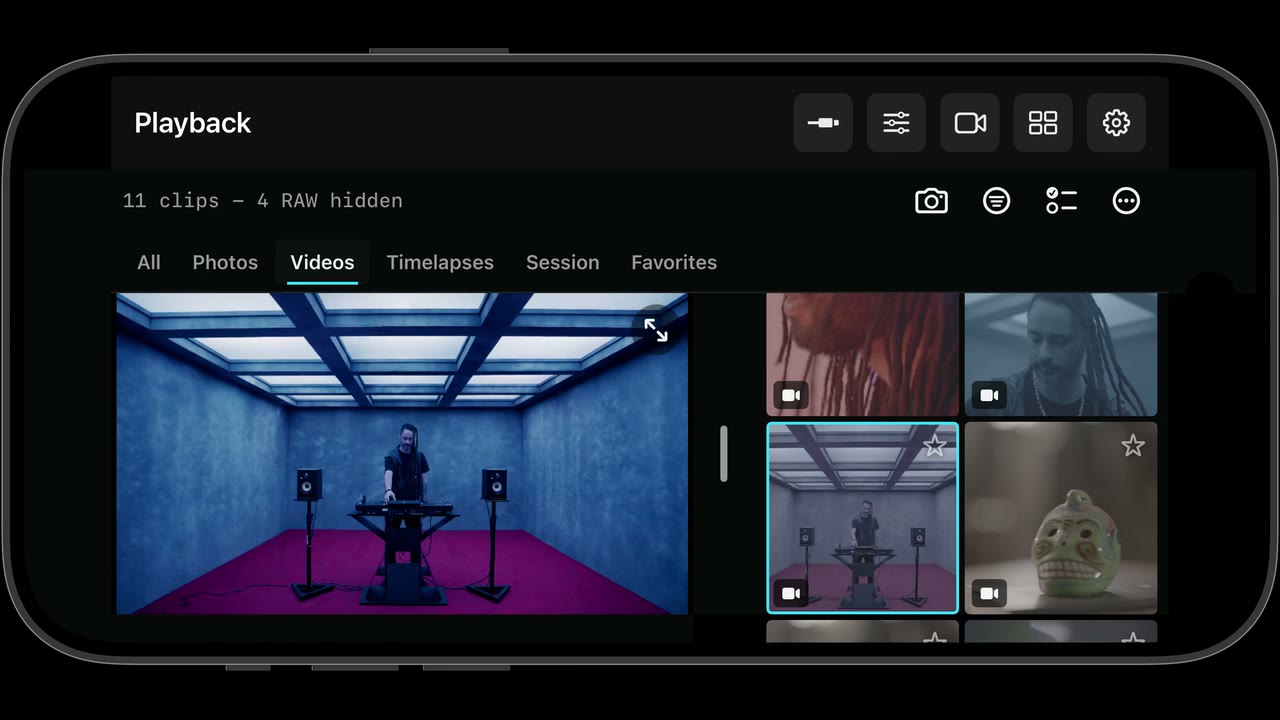 Playback
11 clips – 4 RAW hidden
All Photos Videos Timelapses Session Favorites